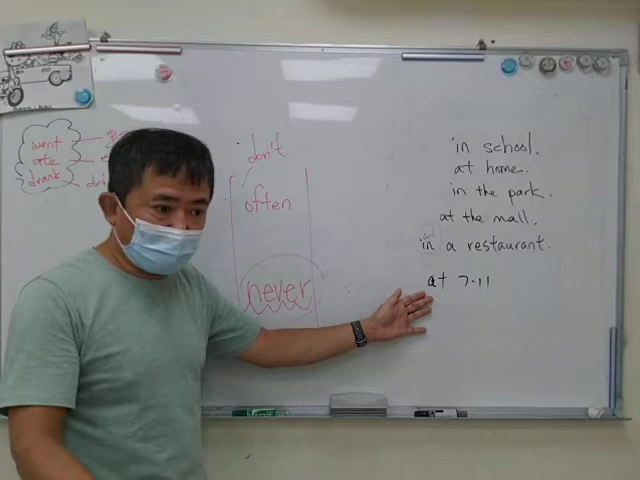 went
ate
drank
don't
often
never
in school.
at home.
in the park.
at the mall.
at
in a restaurant.
at 7-11